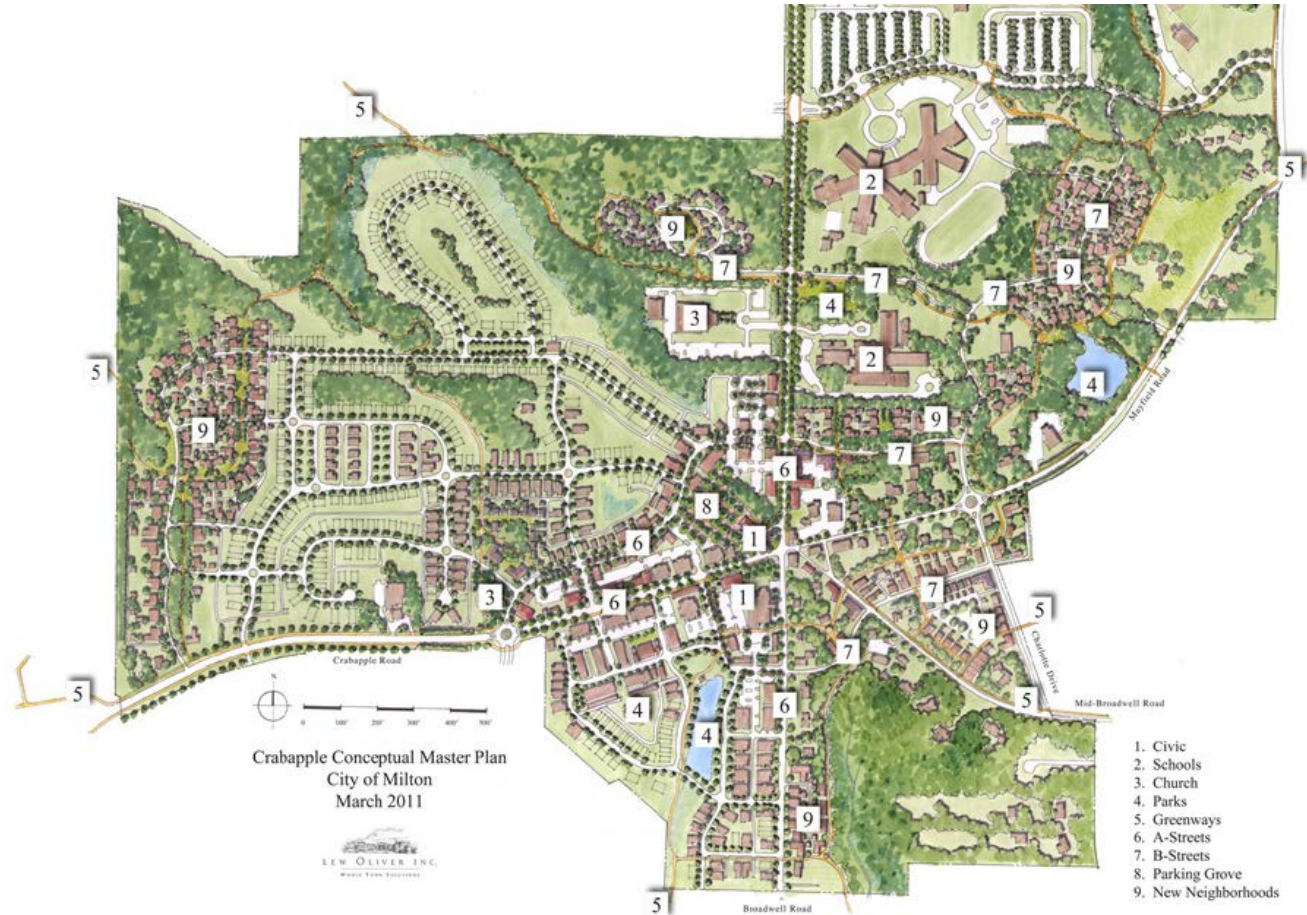 5
5
2
7
9
9
7
7
7
4
3
2
4
5
9
9
7
6
8
1
6
7
5
3
6
1
9
7
Crabapple Road
Mayfield Road
Charlotte Drive
5
4
4
6
5
Mid-Broadwell Road
0 100' 200' 300' 400' 500'
Crabapple Conceptual Master Plan
City of Milton
March 2011
LEW OLIVER INC.
WHOLE TOWN SOLUTIONS
9
5
Broadwell Road
1. Civic
2. Schools
3. Church
4. Parks
5. Greenways
6. A-Streets
7. B-Streets
8. Parking Grove
9. New Neighborhoods